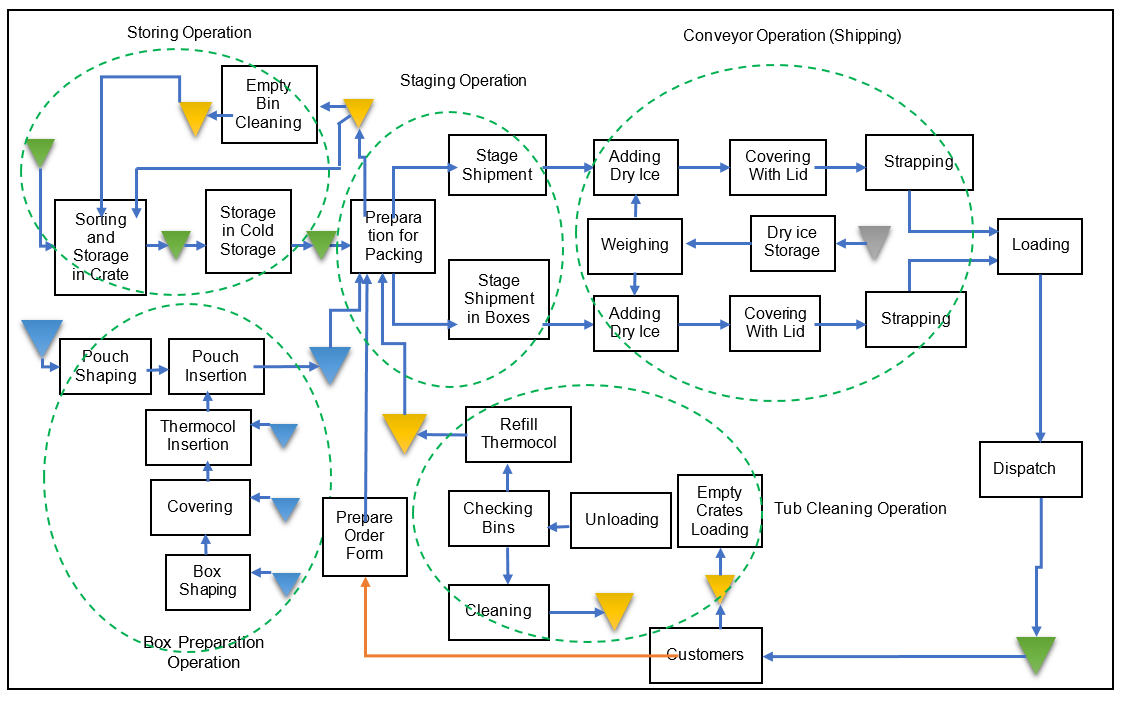 Storing Operation
Conveyor Operation (Shipping)
Staging Operation
Empty
Bin
Cleaning
Stage
Shipment
Adding
Dry Ice
Covering
With Lid
Strapping
Sorting
and
Storage
in Crate
Storage
in Cold
Storage
Prepara
tion for
Packing
Weighing
Dry ice
Storage
Loading
Stage
Shipment
in Boxes
Adding
Dry Ice
Covering
With Lid
Strapping
Pouch
Shaping
Pouch
Insertion
Thermocol
Insertion
Refill
Thermocol
Dispatch
Covering
Prepare
Order
Form
Checking
Bins
Unloading
Empty
Crates
Loading
Tub Cleaning Operation
Box
Shaping
Cleaning
Box Preparation
Operation
Customers